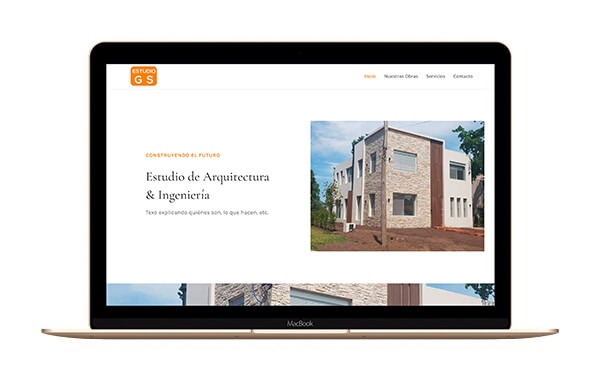 ESTUDIO
G S
Inicio
Nuestras Obras
Servicios
Contacto
CONSTRUYENDO EL FUTURO
Estudio de Arquitectura
& Ingeniería
Texo explicando quiénes son, lo que hacen, etc.
MacBook